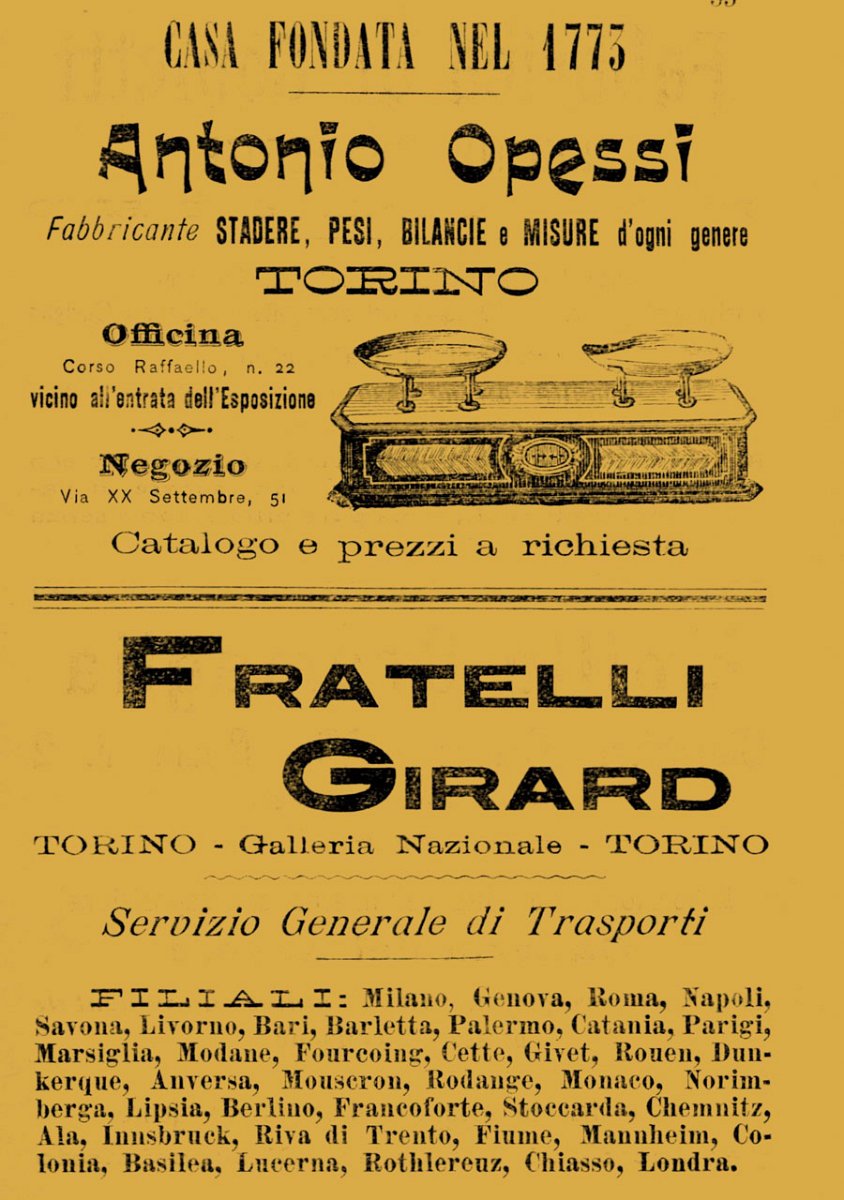 CASA FONDATA NEL 1773
Antonio Opessi
Fabbricante STADERE, PESI, BILANCIE e MISURE d'ogni genere
TORINO
Officina
Corso Raffaello, n. 22
vicino all'entrata dell'Esposizione
Negozio
Via XX Settembre, 51
Catalogo e prezzi a richiesta
FRATELLI
GIRARD
TORINO - Galleria Nazionale - TORINO
Servizio Generale di Trasporti
FILIALI: Milano, Genova, Roma, Napoli,
Savona, Livorno, Bari, Barletta, Palermo, Catania, Parigi,
Marsiglia, Modane, Fourcoing, Cette, Givet, Rouen, Dun-
kerque, Anversa, Mouscron, Rodange, Monaco, Norim-
berga, Lipsia, Berlino, Francoforte, Stoccarda, Chemnitz,
Ala, Innsbruck, Riva di Trento, Fiume, Mannheim, Co-
lonia, Basilea, Lucerna, Rothlereuz, Chiasso, Londra.